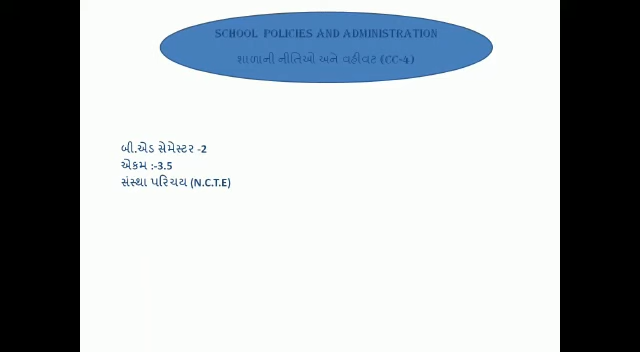 SCHOOL POLICIES AND ADMINISTRATION
શાળાની નીતિઓ અને વહીવટ (CC-4)
બી.એડ સેમેસ્ટર -2
એકમ :-3.5
સંસ્થા પરિચય (N.C.T.E)